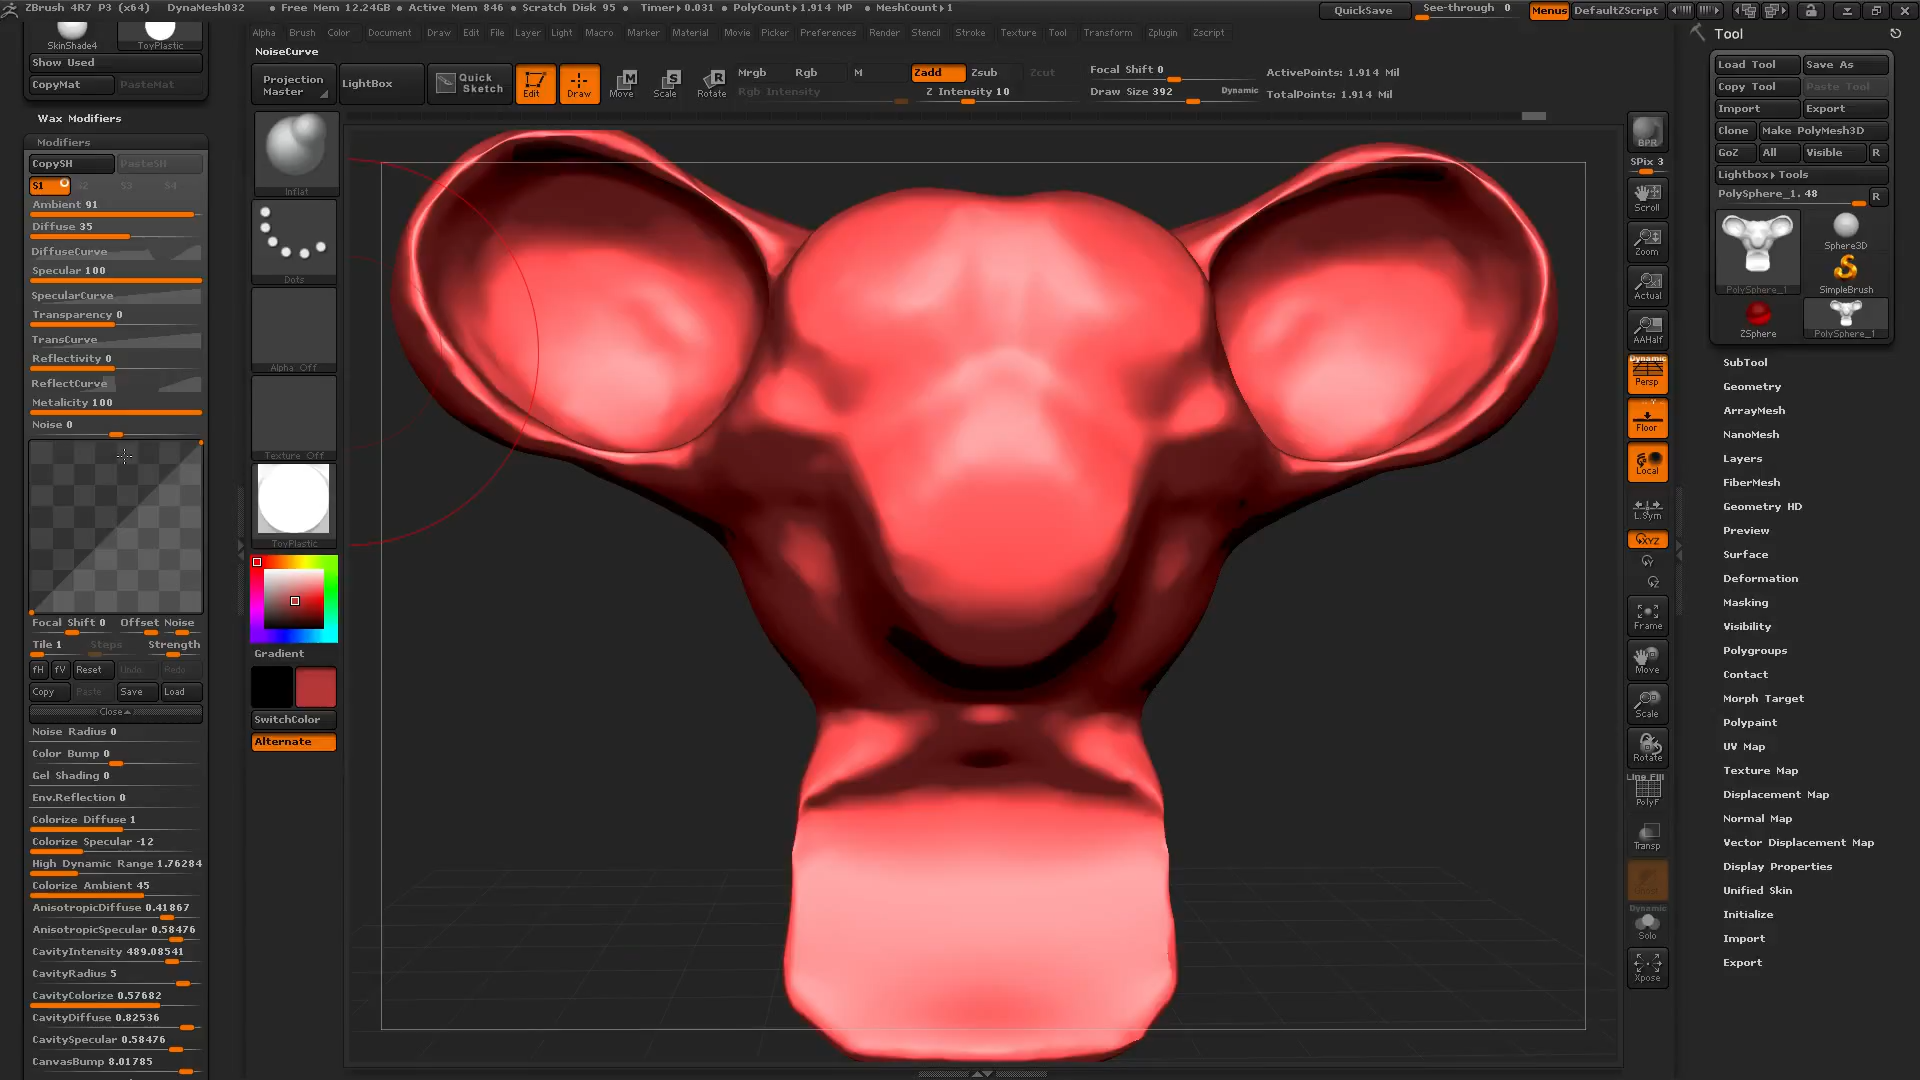 ZBrush 4R7 P3 (x64) DynaMesh032 • Free Mem 12.24GB • Active Mem 846 • Scratch Disk 95 • Timer▸0.031 • PolyCount▸1.914 MP • MeshCount▸1
QuickSave See-through 0 Menus DefaultZScript
Alpha Brush Color Document Draw Edit File Layer Light Macro Marker Material Movie Picker Preferences Render Stencil Stroke Texture Tool Transform Zplugin Zscript
NoiseCurve
Projection Master LightBox Quick Sketch Edit Draw Move Scale Rotate
Mrgb Rgb M Zadd Zsub Zcut
Rgb Intensity Z Intensity 10
Focal Shift 0
Draw Size 392 Dynamic
ActivePoints: 1.914 Mil
TotalPoints: 1.914 Mil
SkinShade4 ToyPlastic
Show Used
CopyMat PasteMat
Wax Modifiers
Modifiers
CopySH PasteSH
S1 S2 S3 S4
Ambient 91
Diffuse 35
DiffuseCurve
Specular 100
SpecularCurve
Transparency 0
TransCurve
Reflectivity 0
ReflectCurve
Metalicity 100
Noise 0
Focal Shift 0 Offset Noise
Tile 1 Steps Strength
fH fV Reset Undo Redo
Copy Paste Save Load
Close
Noise Radius 0
Color Bump 0
Gel Shading 0
Env.Reflection 0
Colorize Diffuse 1
Colorize Specular -12
High Dynamic Range 1.76284
Colorize Ambient 45
AnisotropicDiffuse 0.41867
AnisotropicSpecular 0.58476
CavityIntensity 489.08541
CavityRadius 5
CavityColorize 0.57682
CavityDiffuse 0.82536
CavitySpecular 0.58476
CanvasBump 8.01785
Inflat
Dots
Alpha Off
Texture Off
ToyPlastic
Gradient
SwitchColor
Alternate
BPR
SPix 3
Scroll
Zoom
Actual
AAHalf
Dynamic
Persp
Floor
Local
L.Sym
XYZ
Y
Z
Frame
Move
Scale
Rotate
Line Fill
PolyF
Transp
Dynamic
Solo
Xpose
Tool
Load Tool Save As
Copy Tool Paste Tool
Import Export
Clone Make PolyMesh3D
GoZ All Visible R
Lightbox▸Tools
PolySphere_1. 48 R
PolySphere_1
Sphere3D
SimpleBrush
ZSphere
PolySphere_1
SubTool
Geometry
ArrayMesh
NanoMesh
Layers
FiberMesh
Geometry HD
Preview
Surface
Deformation
Masking
Visibility
Polygroups
Contact
Morph Target
Polypaint
UV Map
Texture Map
Displacement Map
Normal Map
Vector Displacement Map
Display Properties
Unified Skin
Initialize
Import
Export